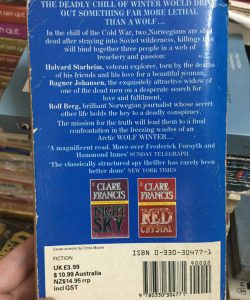 THE DEADLY CHILL OF WINTER WOULD DRIVE
OUT SOMETHING FAR MORE LETHAL
THAN A WOLF...
In the chill of the Cold War, two Norwegians are shot
dead after straying into Soviet wilderness, killings that
will bind together three people in a web of
treachery and passion:
Halvard Starheim, veteran explorer, torn by the deaths
of his friends and his love for a beautiful woman,
Ragner Johansen, the exquisitely attractive widow of
one of the dead men on a desperate search for
love and fulfilment.
Rolf Berg, brilliant Norwegian journalist whose secret
other life holds the key to a deadly conspiracy.
The mission for the truth will lead them to a final
confrontation in the freezing wastes of an
Arctic WOLF WINTER...
'A magnificent read. Move over Frederick Forsyth
and Hammond Innes' SUNDAY TELEGRAPH
'The classically structured spy thriller has rarely been
better done' NEW YORK TIMES
CLARE
FRANCIS
NIGHT
SKY
CLARE
FRANCIS
RED
CRYSTAL
Cover artwork by Chris Moore
FICTION
UK £3.99
$ 10.99 Australia
NZ$14.95 rrp
incl GST
ISBN 0-330-30477-1
90000
9 780330 304771